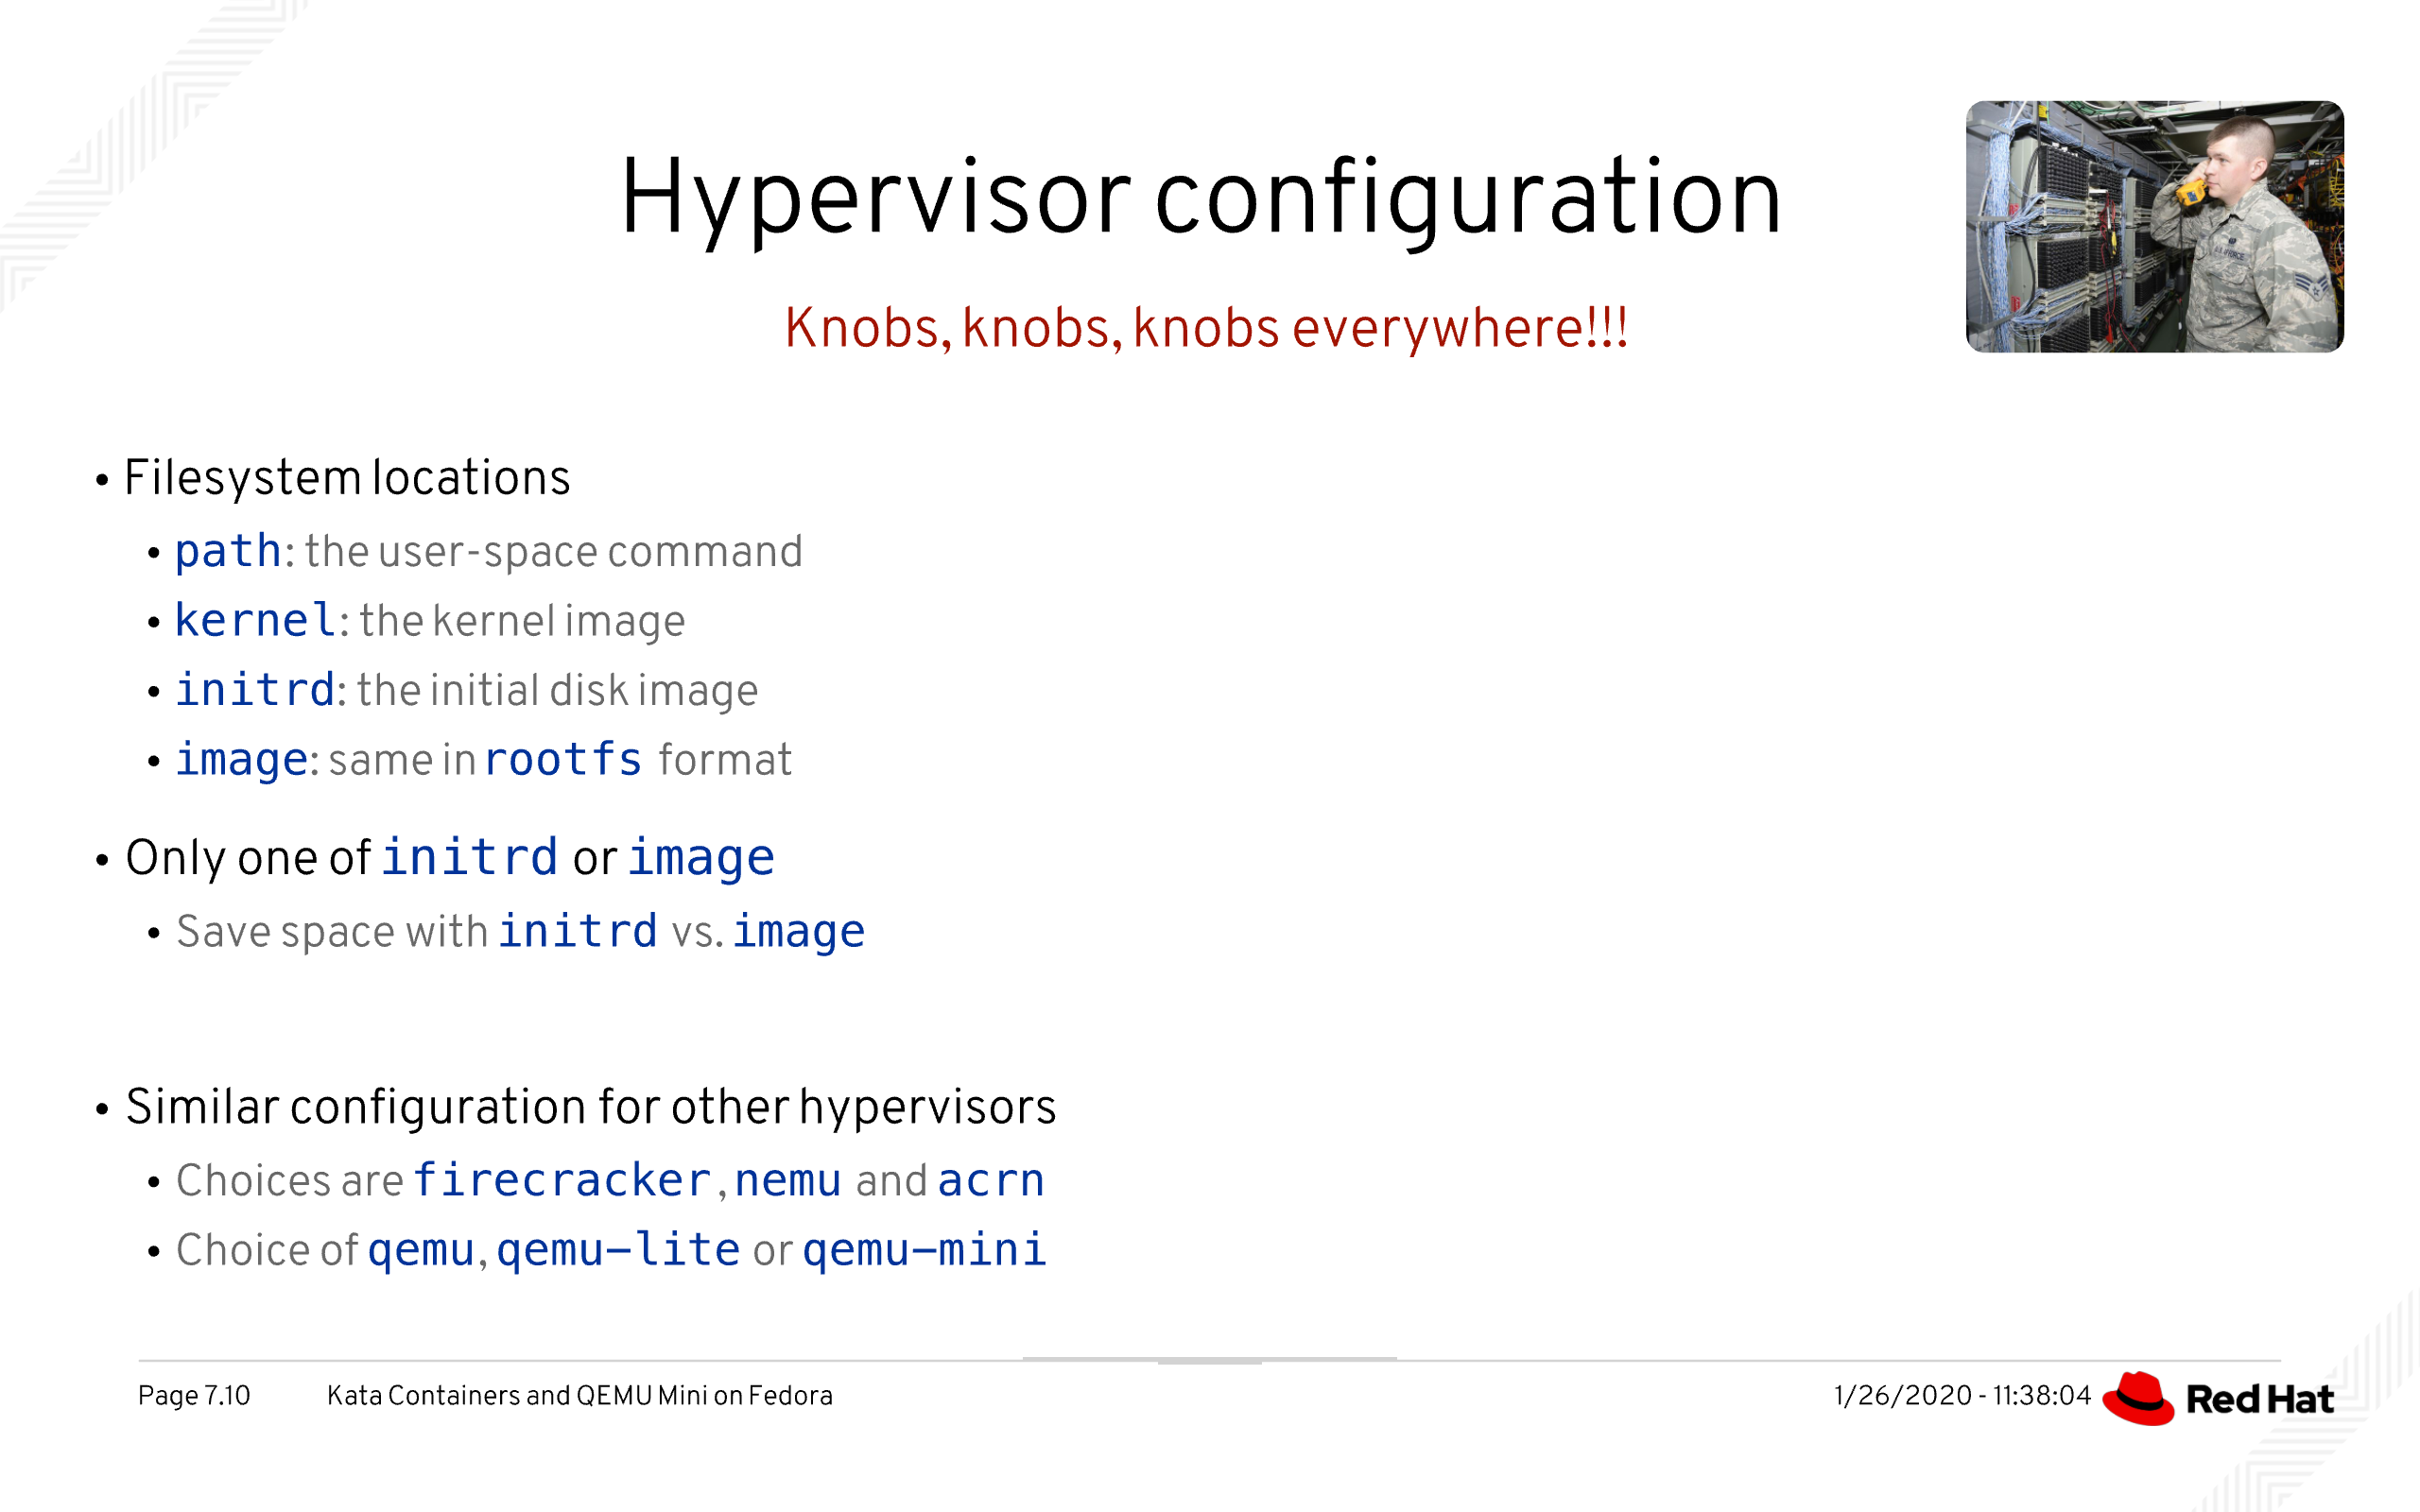 Hypervisor configuration
Knobs, knobs, knobs everywhere!!!
• Filesystem locations
• path: the user-space command
• kernel: the kernel image
• initrd: the initial disk image
• image: same in rootfs format
• Only one of initrd or image
• Save space with initrd vs. image
• Similar configuration for other hypervisors
• Choices are firecracker, nemu and acrn
• Choice of qemu, qemu-lite or qemu-mini
Page 7.10 Kata Containers and QEMU Mini on Fedora 1/26/2020 - 11:38:04 Red Hat